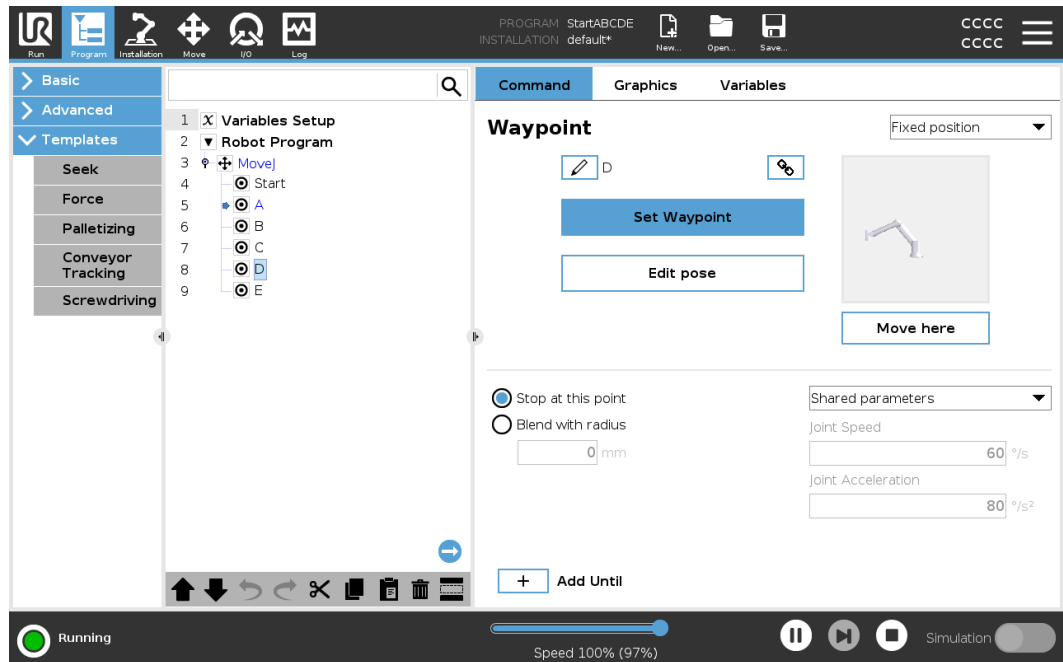 PROGRAM StartABCDE
INSTALLATION default*
CCCC
CCCC
UR
Run
Program
Installation
Move
I/O
Log
New...
Open...
Save...
Basic
Advanced
Templates
Seek
Force
Palletizing
Conveyor
Tracking
Screwdriving
1 X Variables Setup
2 Robot Program
3 MoveJ
4 Start
5 A
6 B
7 C
8 D
9 E
Command Graphics Variables
Waypoint
Fixed position
D
Set Waypoint
Edit pose
Move here
Stop at this point
Blend with radius
0 mm
Shared parameters
Joint Speed
60 °/s
Joint Acceleration
80 °/s²
+ Add Until
Running
Speed 100% (97%)
Simulation